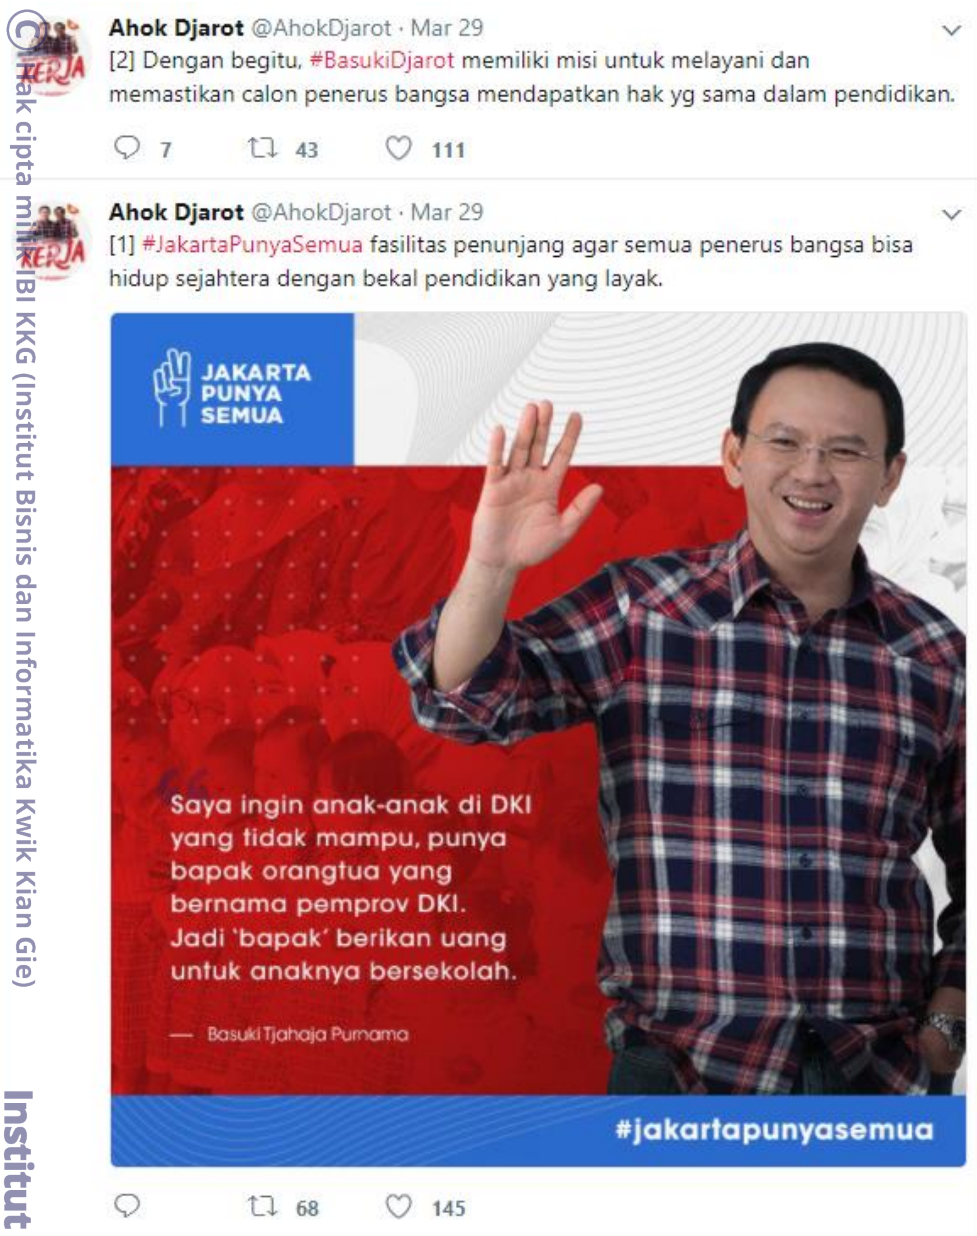 Ahok Djarot @AhokDjarot · Mar 29
[2] Dengan begitu, #BasukiDjarot memiliki misi untuk melayani dan
memastikan calon penerus bangsa mendapatkan hak yg sama dalam pendidikan.
7 43 111
KERJA
Ahok Djarot @AhokDjarot · Mar 29
[1] #JakartaPunyaSemua fasilitas penunjang agar semua penerus bangsa bisa
hidup sejahtera dengan bekal pendidikan yang layak.
KERJA
JAKARTA
PUNYA
SEMUA
“
Saya ingin anak-anak di DKI
yang tidak mampu, punya
bapak orangtua yang
bernama pemprov DKI.
Jadi ‘bapak’ berikan uang
untuk anaknya bersekolah.
— Basuki Tjahaja Purnama
#jakartapunyasemua
68 145
© Hak cipta milik IBI KKG (Institut Bisnis dan Informatika Kwik Kian Gie)
Institut